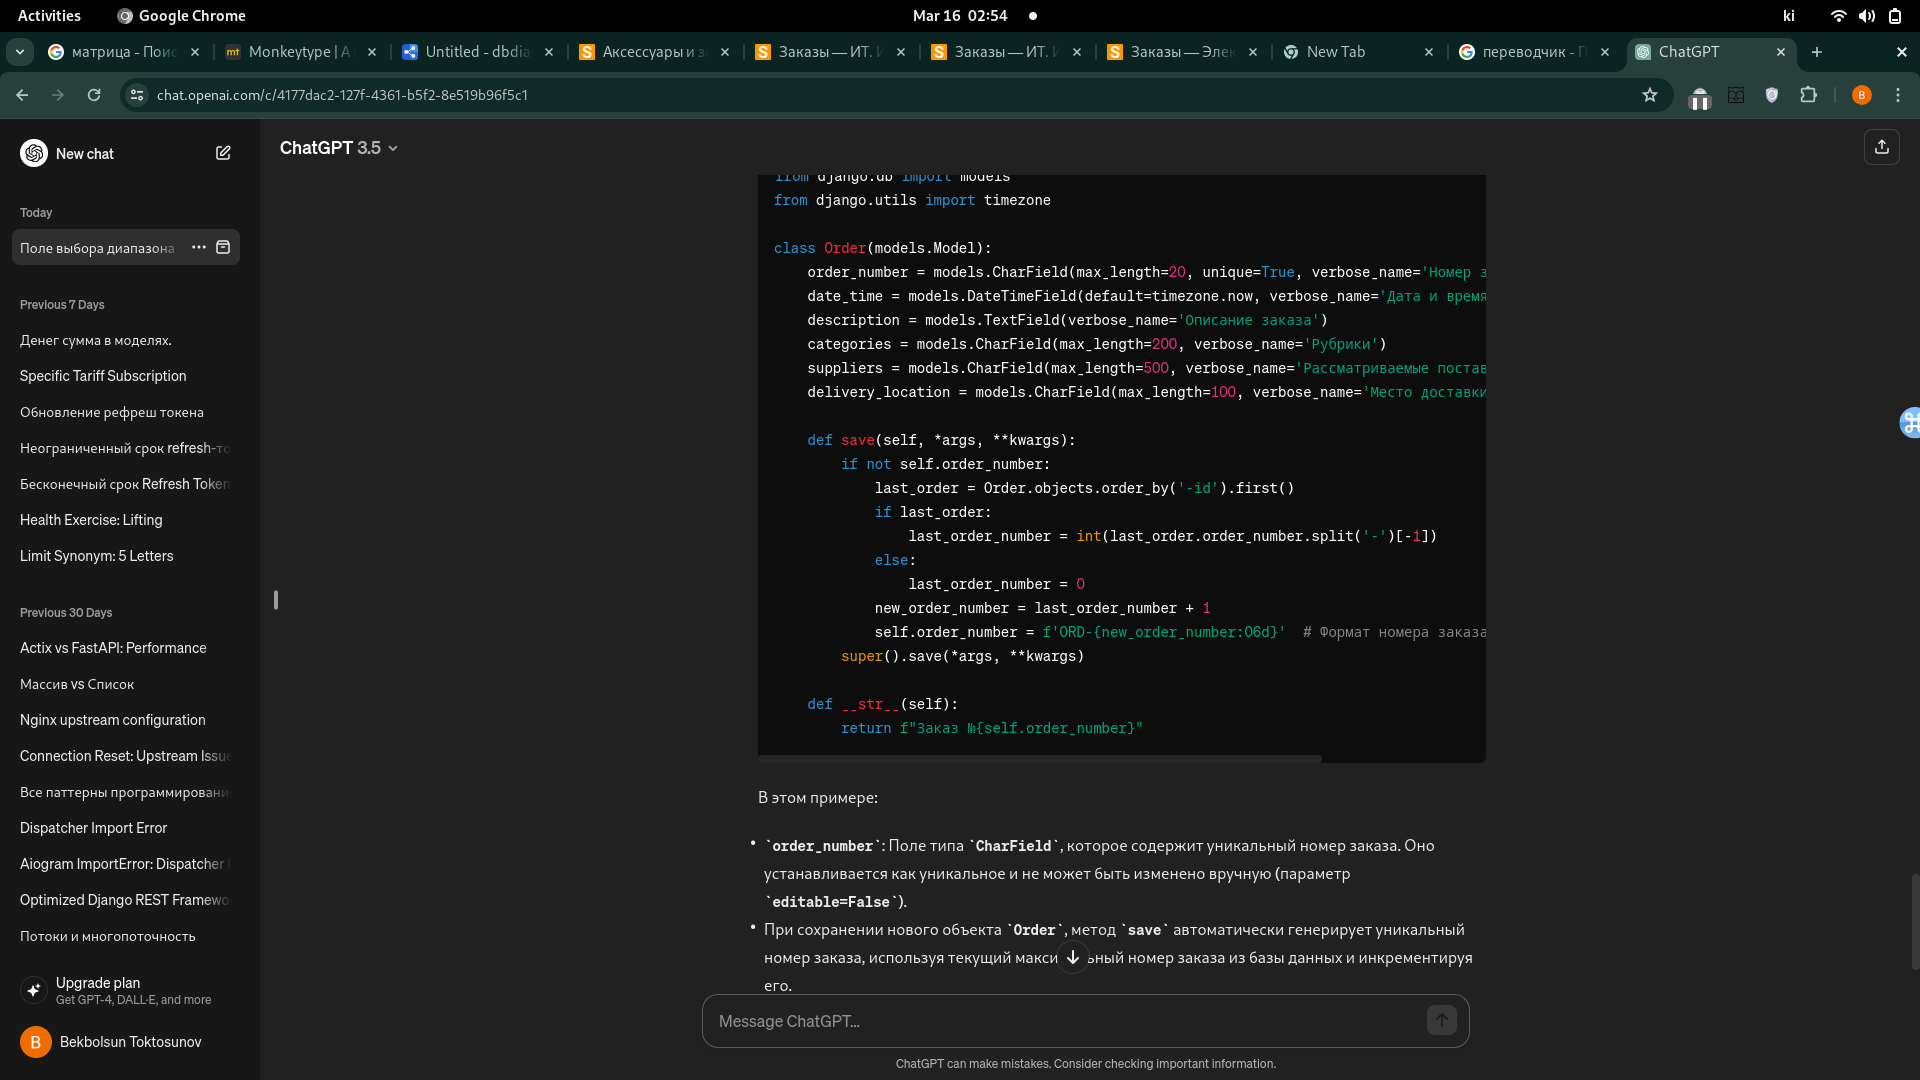 Activities
Google Chrome
Mar 16 02:54
ki
матрица - Поис
Monkeytype | A
Untitled - dbdia
Аксессуары и з
Заказы — ИТ. И
Заказы — ИТ. И
Заказы — Элек
New Tab
переводчик - П
ChatGPT
chat.openai.com/c/4177dac2-127f-4361-b5f2-8e519b96f5c1
B
New chat
ChatGPT 3.5
Today
Поле выбора диапазона
Previous 7 Days
Денег сумма в моделях.
Specific Tariff Subscription
Обновление рефреш токена
Неограниченный срок refresh-то
Бесконечный срок Refresh Token
Health Exercise: Lifting
Limit Synonym: 5 Letters
Previous 30 Days
Actix vs FastAPI: Performance
Массив vs Список
Nginx upstream configuration
Connection Reset: Upstream Issue
Все паттерны программировани
Dispatcher Import Error
Aiogram ImportError: Dispatcher
Optimized Django REST Framewo
Потоки и многопоточность
Upgrade plan
Get GPT-4, DALL·E, and more
B
Bekbolsun Toktosunov
from django.db import models
from django.utils import timezone
class Order(models.Model):
order_number = models.CharField(max_length=20, unique=True, verbose_name='Номер з
date_time = models.DateTimeField(default=timezone.now, verbose_name='Дата и время
description = models.TextField(verbose_name='Описание заказа')
categories = models.CharField(max_length=200, verbose_name='Рубрики')
suppliers = models.CharField(max_length=500, verbose_name='Рассматриваемые постав
delivery_location = models.CharField(max_length=100, verbose_name='Место доставки
def save(self, *args, **kwargs):
if not self.order_number:
last_order = Order.objects.order_by('-id').first()
if last_order:
last_order_number = int(last_order.order_number.split('-')[-1])
else:
last_order_number = 0
new_order_number = last_order_number + 1
self.order_number = f'ORD-{new_order_number:06d}' # Формат номера заказа
super().save(*args, **kwargs)
def __str__(self):
return f"Заказ №{self.order_number}"
В этом примере:
• `order_number`: Поле типа `CharField`, которое содержит уникальный номер заказа. Оно
устанавливается как уникальное и не может быть изменено вручную (параметр
`editable=False`).
• При сохранении нового объекта `Order`, метод `save` автоматически генерирует уникальный
номер заказа, используя текущий макси ьный номер заказа из базы данных и инкрементируя
его.
Message ChatGPT…
ChatGPT can make mistakes. Consider checking important information.